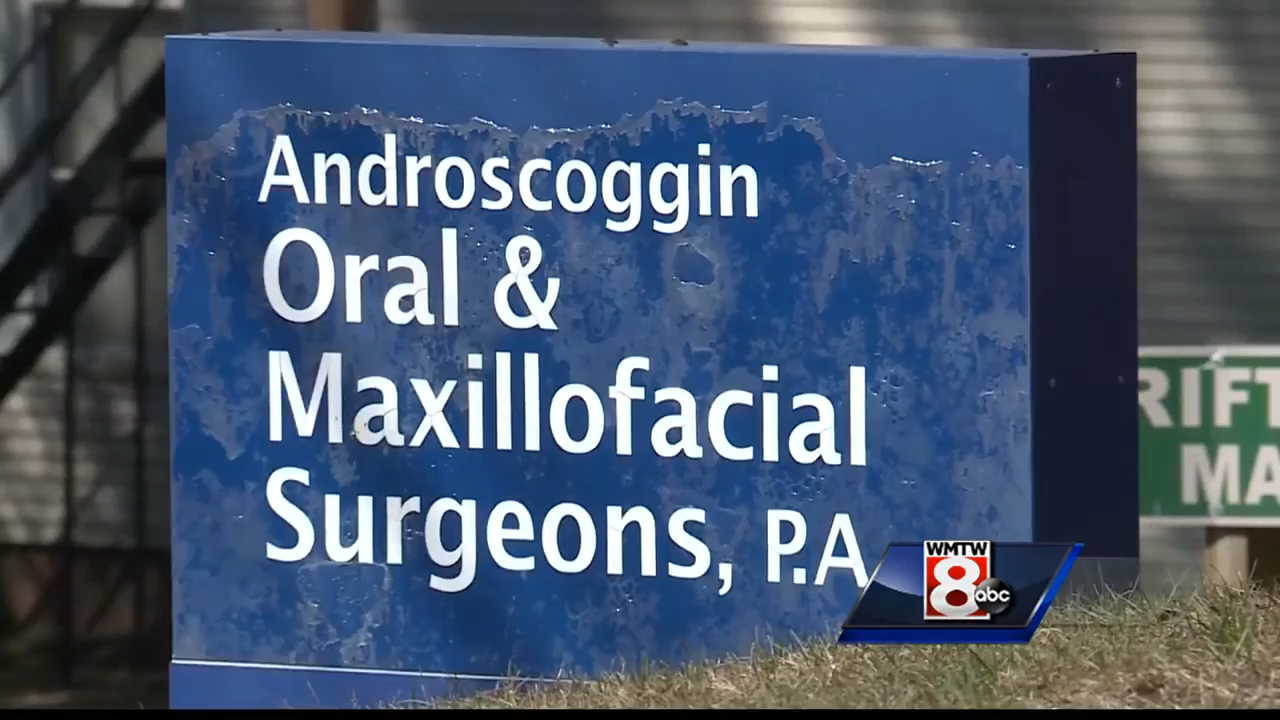 Androscoggin
Oral &
Maxillofacial
Surgeons, P.A
WMTW
8
abc